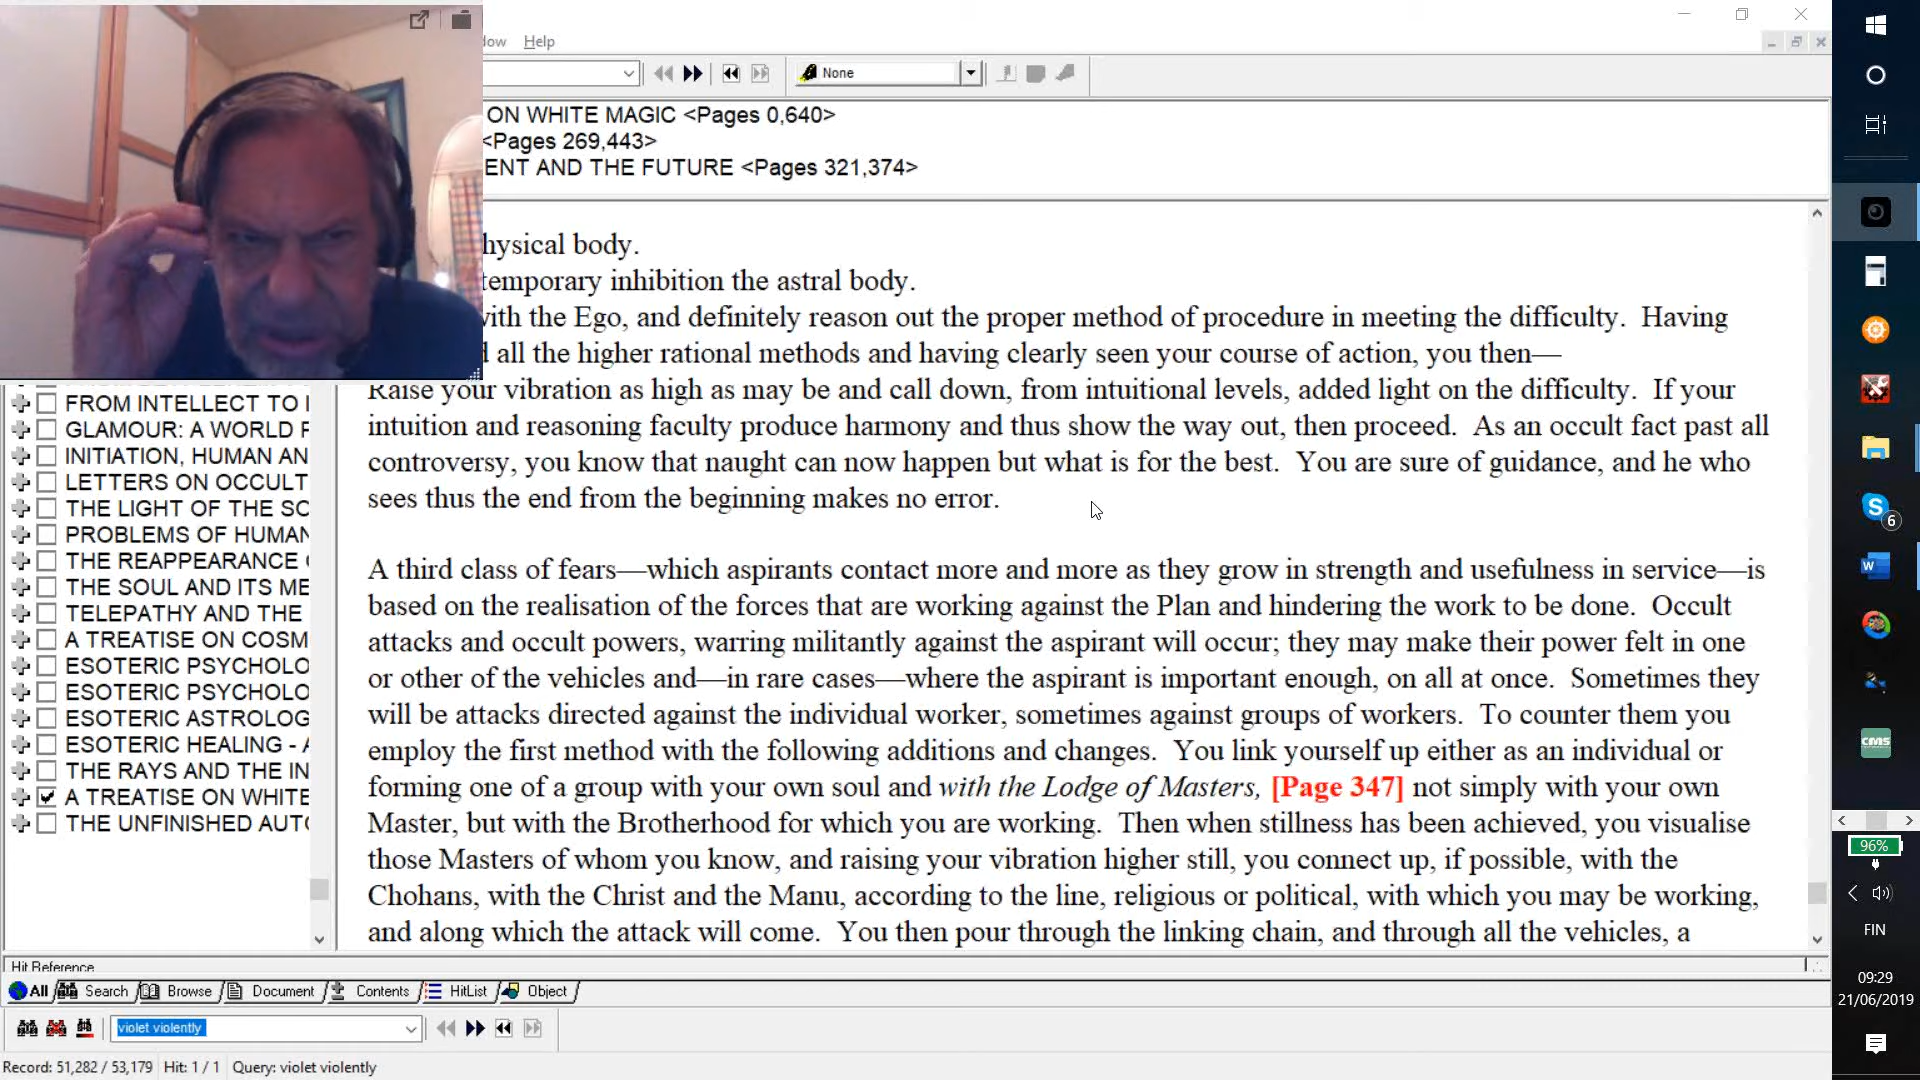 dow Help
None
ON WHITE MAGIC <Pages 0,640>
<Pages 269,443>
ENT AND THE FUTURE <Pages 321,374>
hysical body.
temporary inhibition the astral body.
with the Ego, and definitely reason out the proper method of procedure in meeting the difficulty. Having
all the higher rational methods and having clearly seen your course of action, you then—
Raise your vibration as high as may be and call down, from intuitional levels, added light on the difficulty. If your
intuition and reasoning faculty produce harmony and thus show the way out, then proceed. As an occult fact past all
controversy, you know that naught can now happen but what is for the best. You are sure of guidance, and he who
sees thus the end from the beginning makes no error.
A third class of fears—which aspirants contact more and more as they grow in strength and usefulness in service—is
based on the realisation of the forces that are working against the Plan and hindering the work to be done. Occult
attacks and occult powers, warring militantly against the aspirant will occur; they may make their power felt in one
or other of the vehicles and—in rare cases—where the aspirant is important enough, on all at once. Sometimes they
will be attacks directed against the individual worker, sometimes against groups of workers. To counter them you
employ the first method with the following additions and changes. You link yourself up either as an individual or
forming one of a group with your own soul and with the Lodge of Masters, [Page 347] not simply with your own
Master, but with the Brotherhood for which you are working. Then when stillness has been achieved, you visualise
those Masters of whom you know, and raising your vibration higher still, you connect up, if possible, with the
Chohans, with the Christ and the Manu, according to the line, religious or political, with which you may be working,
and along which the attack will come. You then pour through the linking chain, and through all the vehicles, a
FROM INTELLECT TO I
GLAMOUR: A WORLD P
INITIATION, HUMAN AN
LETTERS ON OCCULT
THE LIGHT OF THE SO
PROBLEMS OF HUMAN
THE REAPPEARANCE
THE SOUL AND ITS ME
TELEPATHY AND THE
A TREATISE ON COSM
ESOTERIC PSYCHOLO
ESOTERIC PSYCHOLO
ESOTERIC ASTROLOG
ESOTERIC HEALING - A
THE RAYS AND THE IN
A TREATISE ON WHITE
THE UNFINISHED AUTO
Hit Reference
All Search Browse Document Contents HitList Object
violet violently
Record: 51,282 / 53,179 Hit: 1 / 1 Query: violet violently
6
CMS
96%
FIN
09:29
21/06/2019